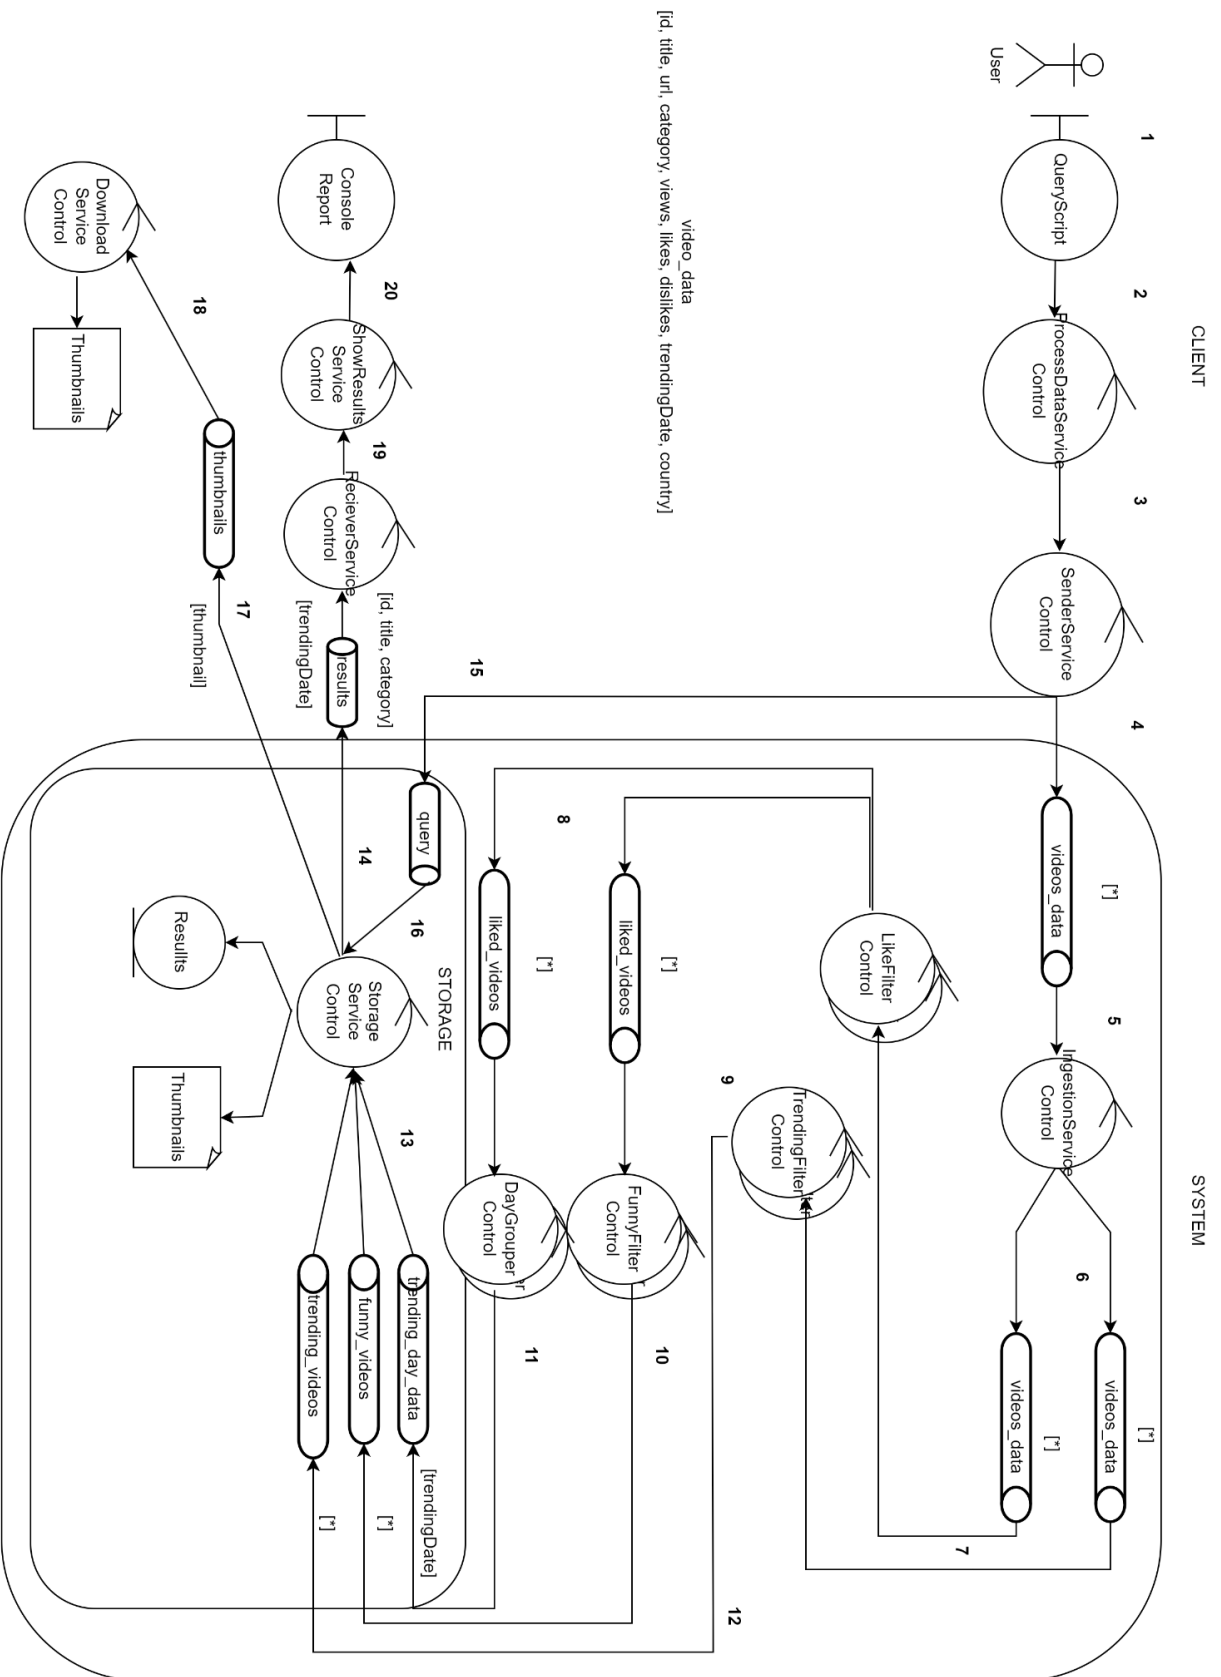 CLIENT
SYSTEM
1
2
3
4
5
User
QueryScript
ProcessDataService
Control
SenderService
Control
[*]
videos_data
IngestionService
Control
6
[*]
videos_data
[*]
videos_data
7
LikeFilter
Control
9
TrendingFilter
Control
12
video_data
[id, title, url, category, views, likes, dislikes, trendingDate, country]
8
[*]
liked_videos
FunnyFilter
Control
10
[*]
liked_videos
DayGrouper
Control
11
15
STORAGE
query
16
13
trending_day_data
[trendingDate]
funny_videos
[*]
trending_videos
[*]
20
19
[id, title, category]
14
Console
Report
ShowResults
Service
Control
RecieverService
Control
results
[trendingDate]
Storage
Service
Control
18
17
thumbnails
[thumbnail]
Resullts
Thumbnails
Download
Service
Control
Thumbnails